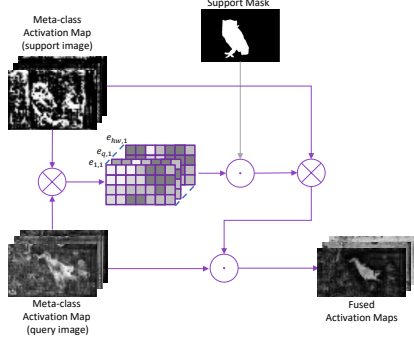 Meta-class
Activation Map
(support image)
Support Mask
e_{hw,1}
e_{q,1}
e_{1,1}
Meta-class
Activation Map
(query image)
Fused
Activation Maps